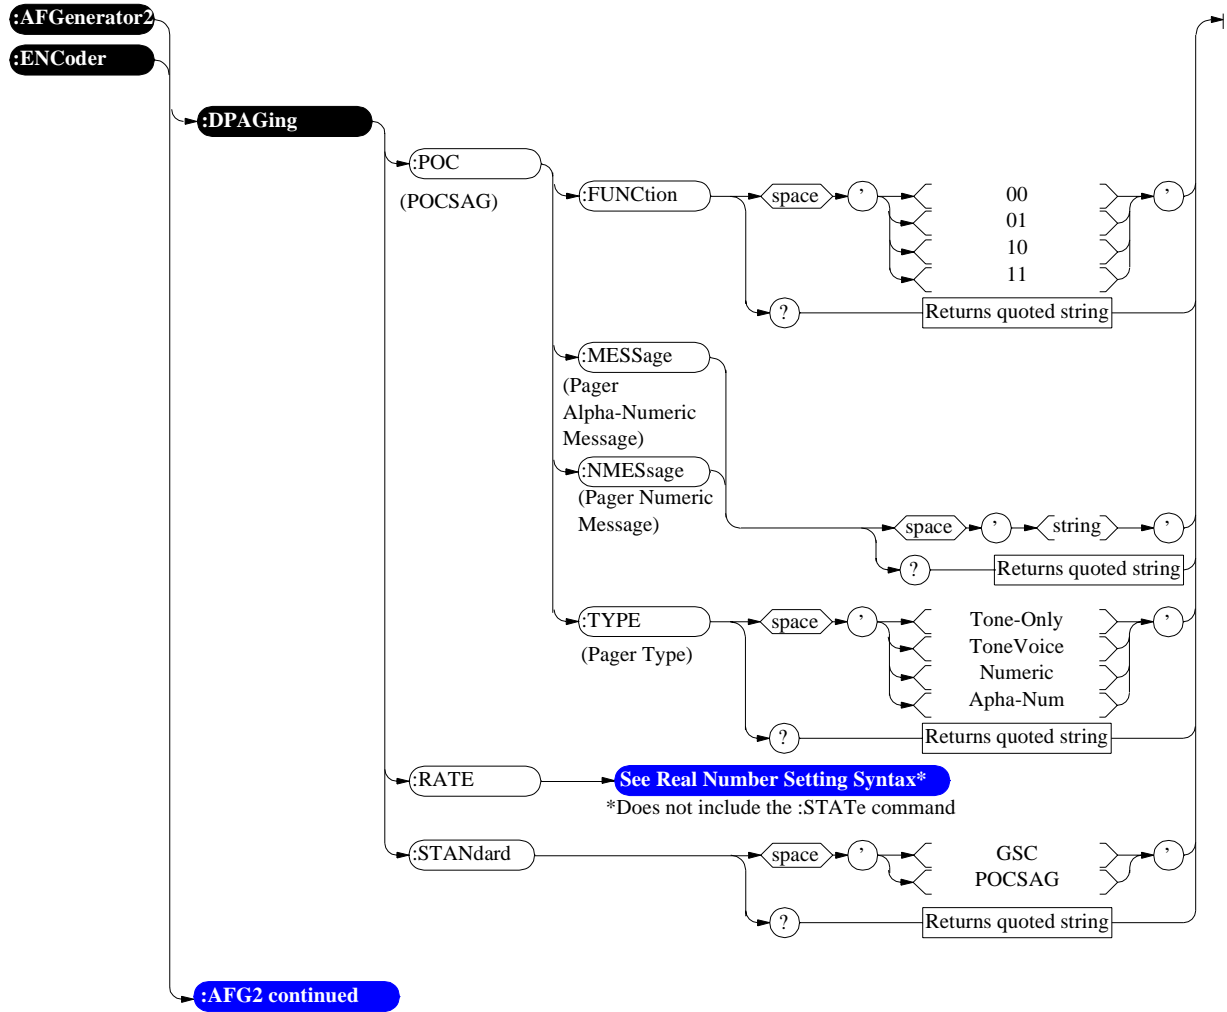 :AFGenerator2
:ENCoder
:DPAGing
:POC
(POCSAG)
:FUNCtion
space
’
00
01
10
11
’
?
Returns quoted string
:MESSage
(Pager
Alpha-Numeric
Message)
:NMESsage
(Pager Numeric
Message)
space
’
string
’
?
Returns quoted string
:TYPE
(Pager Type)
space
’
Tone-Only
ToneVoice
Numeric
Apha-Num
’
?
Returns quoted string
:RATE
See Real Number Setting Syntax*
*Does not include the :STATe command
:STANdard
space
’
GSC
POCSAG
’
?
Returns quoted string
:AFG2 continued